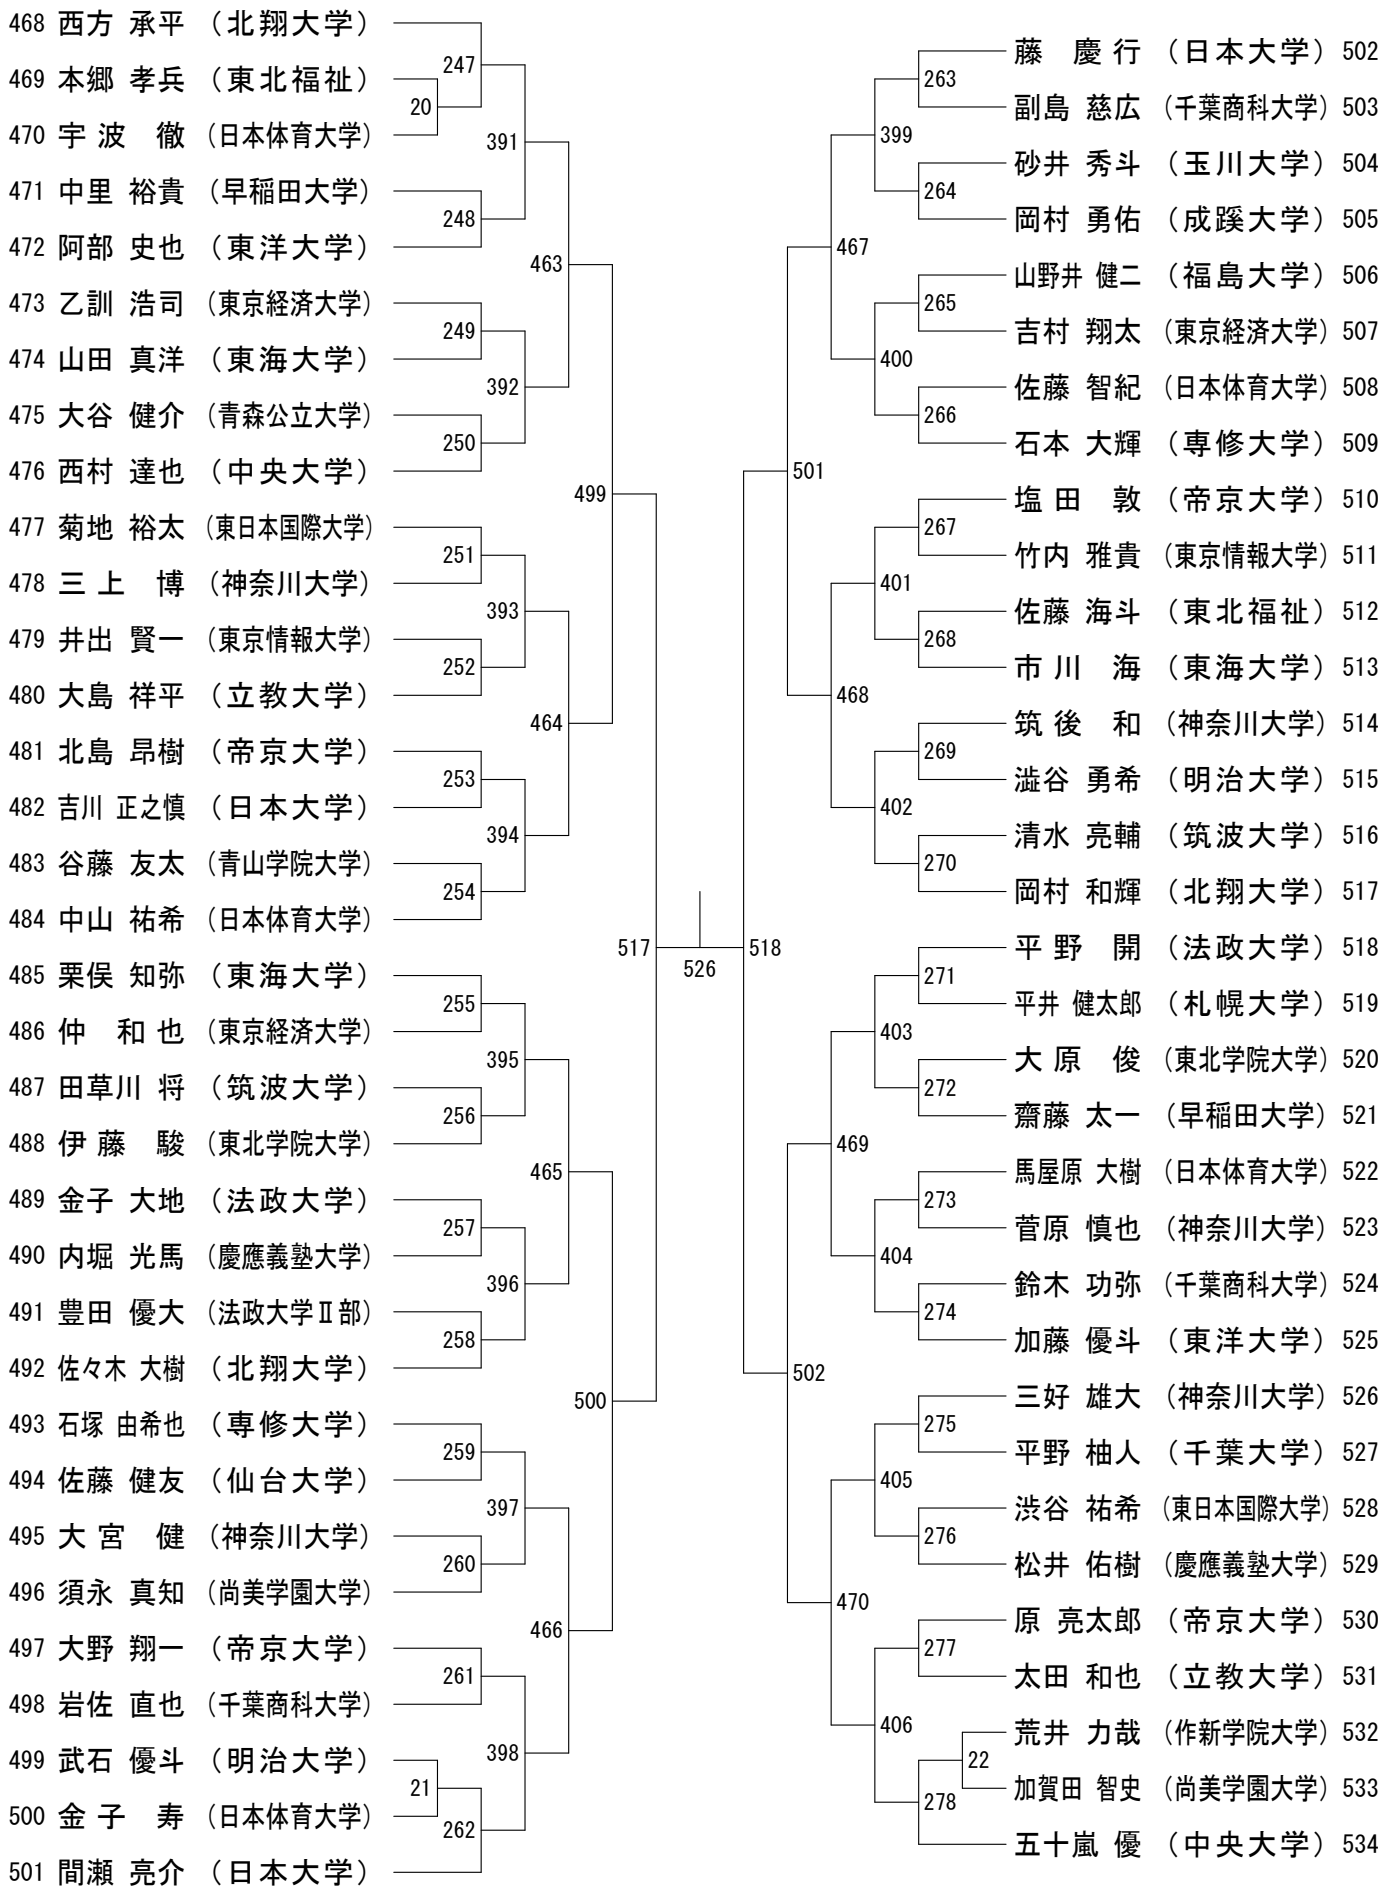 468 西方 承平 (北翔大学)
469 本郷 孝兵 (東北福祉)
470 宇波 徹 (日本体育大学)
471 中里 裕貴 (早稲田大学)
472 阿部 史也 (東洋大学)
473 乙訓 浩司 (東京経済大学)
474 山田 真洋 (東海大学)
475 大谷 健介 (青森公立大学)
476 西村 達也 (中央大学)
477 菊地 裕太 (東日本国際大学)
478 三上 博 (神奈川大学)
479 井出 賢一 (東京情報大学)
480 大島 祥平 (立教大学)
481 北島 昂樹 (帝京大学)
482 吉川 正之慎 (日本大学)
483 谷藤 友太 (青山学院大学)
484 中山 祐希 (日本体育大学)
485 栗俣 知弥 (東海大学)
486 仲 和也 (東京経済大学)
487 田草川 将 (筑波大学)
488 伊藤 駿 (東北学院大学)
489 金子 大地 (法政大学)
490 内堀 光馬 (慶應義塾大学)
491 豊田 優大 (法政大学Ⅱ部)
492 佐々木 大樹 (北翔大学)
493 石塚 由希也 (専修大学)
494 佐藤 健友 (仙台大学)
495 大宮 健 (神奈川大学)
496 須永 真知 (尚美学園大学)
497 大野 翔一 (帝京大学)
498 岩佐 直也 (千葉商科大学)
499 武石 優斗 (明治大学)
500 金子 寿 (日本体育大学)
501 間瀬 亮介 (日本大学)
20
21
247
248
249
250
251
252
253
254
255
256
257
258
259
260
261
262
391
392
393
394
395
396
397
398
463
464
465
466
499
500
517
526
518
501
502
467
468
469
470
399
400
401
402
403
404
405
406
263
264
265
266
267
268
269
270
271
272
273
274
275
276
277
278
22
藤 慶行 (日本大学) 502
副島 慈広 (千葉商科大学) 503
砂井 秀斗 (玉川大学) 504
岡村 勇佑 (成蹊大学) 505
山野井 健二 (福島大学) 506
吉村 翔太 (東京経済大学) 507
佐藤 智紀 (日本体育大学) 508
石本 大輝 (専修大学) 509
塩田 敦 (帝京大学) 510
竹内 雅貴 (東京情報大学) 511
佐藤 海斗 (東北福祉) 512
市川 海 (東海大学) 513
筑後 和 (神奈川大学) 514
澁谷 勇希 (明治大学) 515
清水 亮輔 (筑波大学) 516
岡村 和輝 (北翔大学) 517
平野 開 (法政大学) 518
平井 健太郎 (札幌大学) 519
大原 俊 (東北学院大学) 520
齋藤 太一 (早稲田大学) 521
馬屋原 大樹 (日本体育大学) 522
菅原 慎也 (神奈川大学) 523
鈴木 功弥 (千葉商科大学) 524
加藤 優斗 (東洋大学) 525
三好 雄大 (神奈川大学) 526
平野 柚人 (千葉大学) 527
渋谷 祐希 (東日本国際大学) 528
松井 佑樹 (慶應義塾大学) 529
原 亮太郎 (帝京大学) 530
太田 和也 (立教大学) 531
荒井 力哉 (作新学院大学) 532
加賀田 智史 (尚美学園大学) 533
五十嵐 優 (中央大学) 534